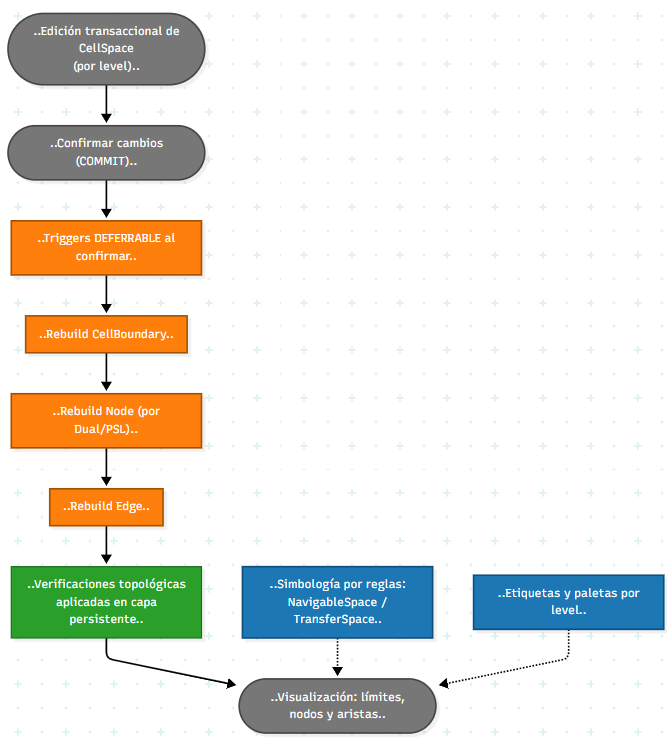 ..Edición transaccional de
CellSpace
(por level)..
..Confirmar cambios
(COMMIT)..
..Triggers DEFERRABLE al
confirmar..
..Rebuild CellBoundary..
..Rebuild Node (por
Dual/PSL)..
..Rebuild Edge..
..Verificaciones topológicas
aplicadas en capa
persistente..
..Simbología por reglas:
NavigableSpace /
TransferSpace..
..Etiquetas y paletas por
level..
..Visualización: límites,
nodos y aristas..